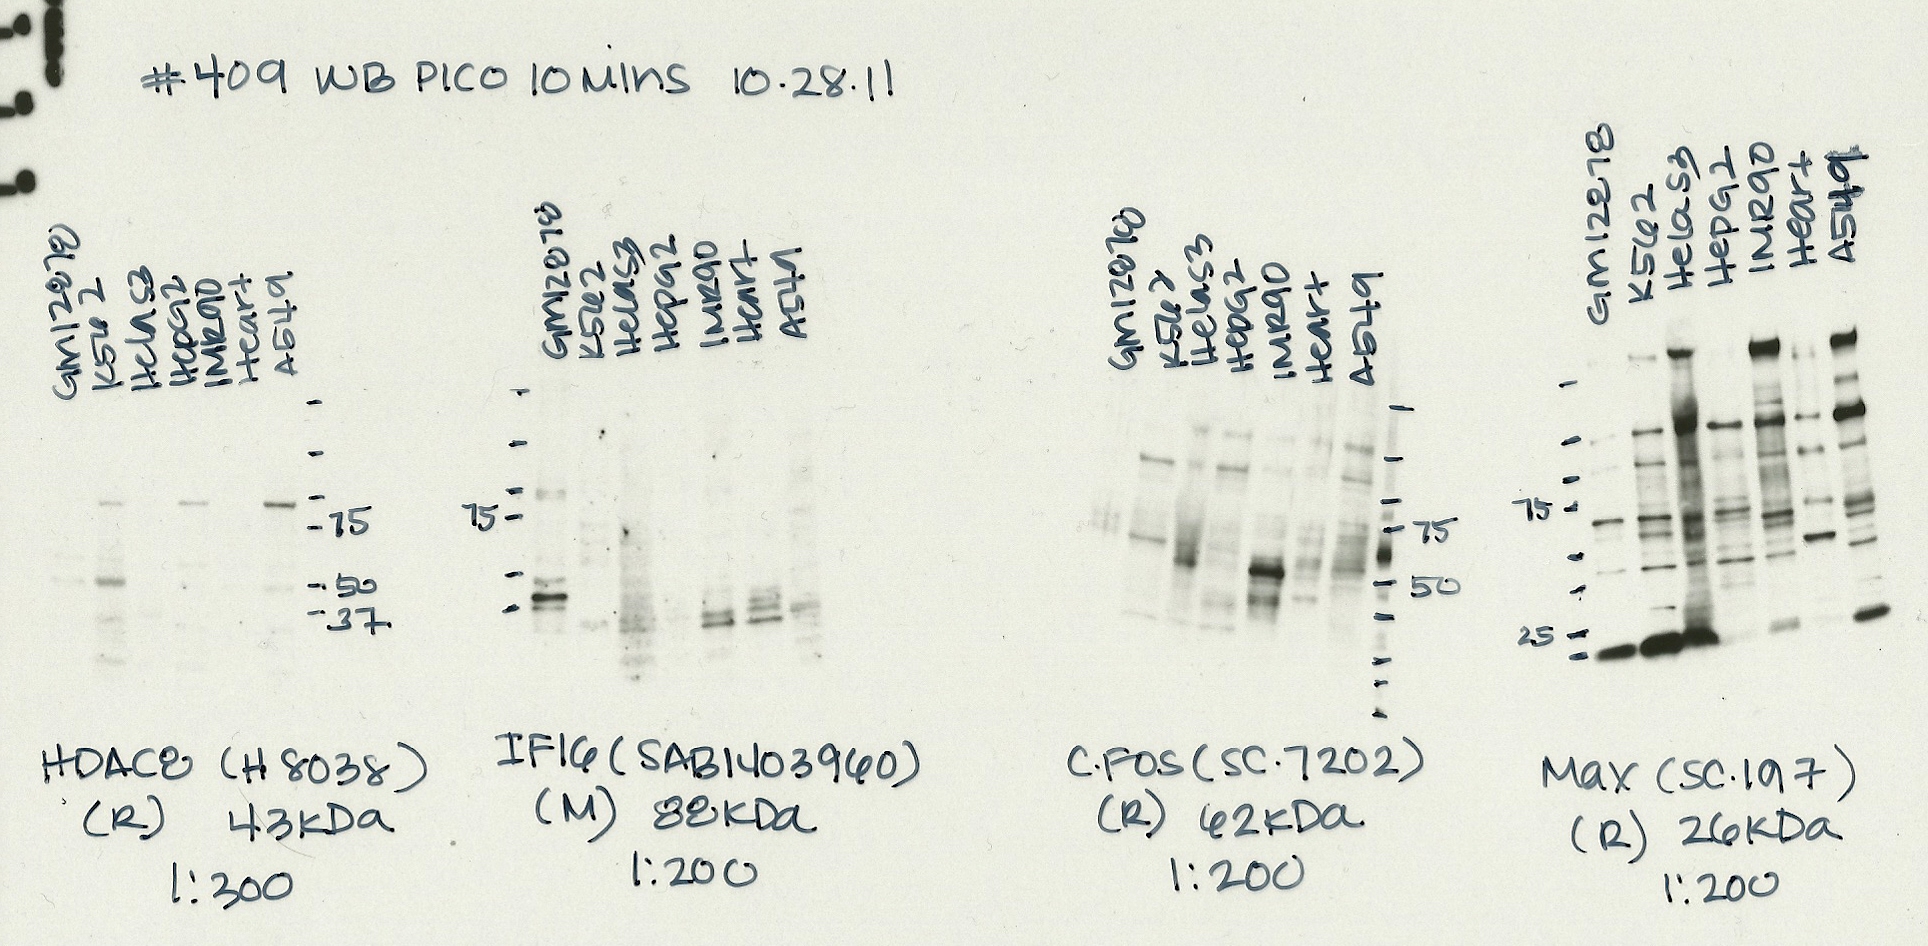 #409 WB PICO 10 Mins 10.28.11
Gm12878
K562
Helas3
Hepg2
IMR90
Heart
A549
75
50
37
HDAC8 (H8038)
(R) 43kDa
1:300
Gm12878
K562
Helas3
Hepg2
IMR90
Heart
A549
75
IFI6 (SAB1403960)
(M) 88kDa
1:200
Gm12878
K562
Helas3
Hepg2
IMR90
Heart
A549
75
50
C.FOS (SC.7202)
(R) 62kDa
1:200
Gm12878
K562
Helas3
Hepg2
IMR90
Heart
A549
75
25
Max (SC.197)
(R) 26kDa
1:200